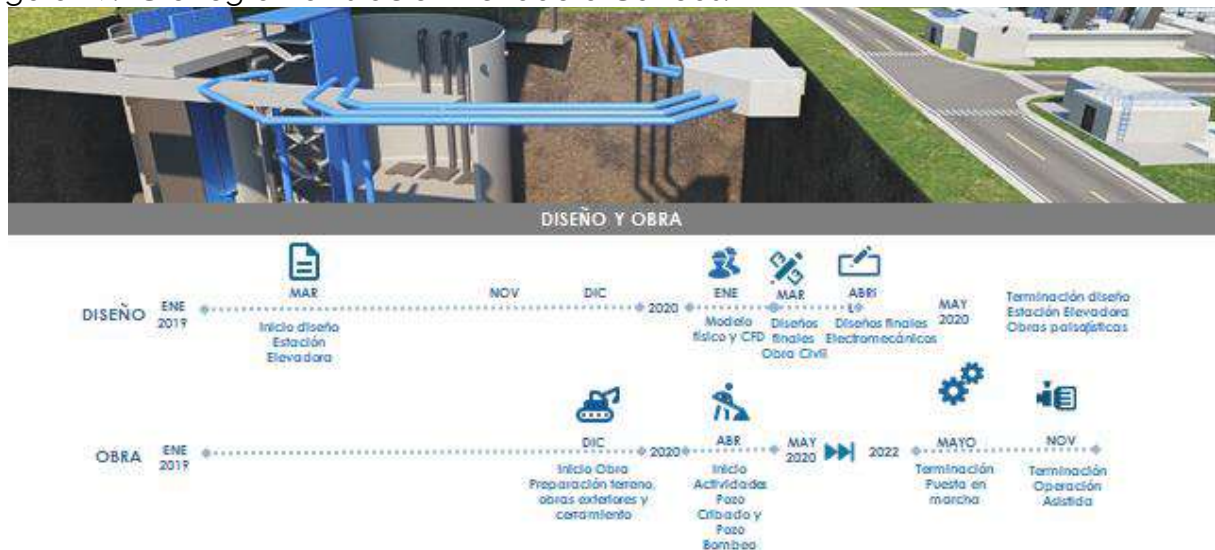 DISEÑO Y OBRA
DISEÑO
ENE
2019
MAR
Inicio diseño
Estación
Elevadora
NOV
DIC
2020
ENE
Modelo
físico y CFD
MAR
Diseños
finales
Obra Civil
ABRI
L
Diseños finales
Electromecánicos
MAY
2020
Terminación diseño
Estación Elevadora
Obras paisajísticas
OBRA
ENE
2019
DIC
Inicio Obra
Preparación terreno,
obras exteriores y
cerramiento
2020
ABR
Inicio
Actividades
Pozo
Cribado y
Pozo
Bombeo
MAY
2020
2022
MAYO
Terminación
Puesta en
marcha
NOV
Terminación
Operación
Asistida